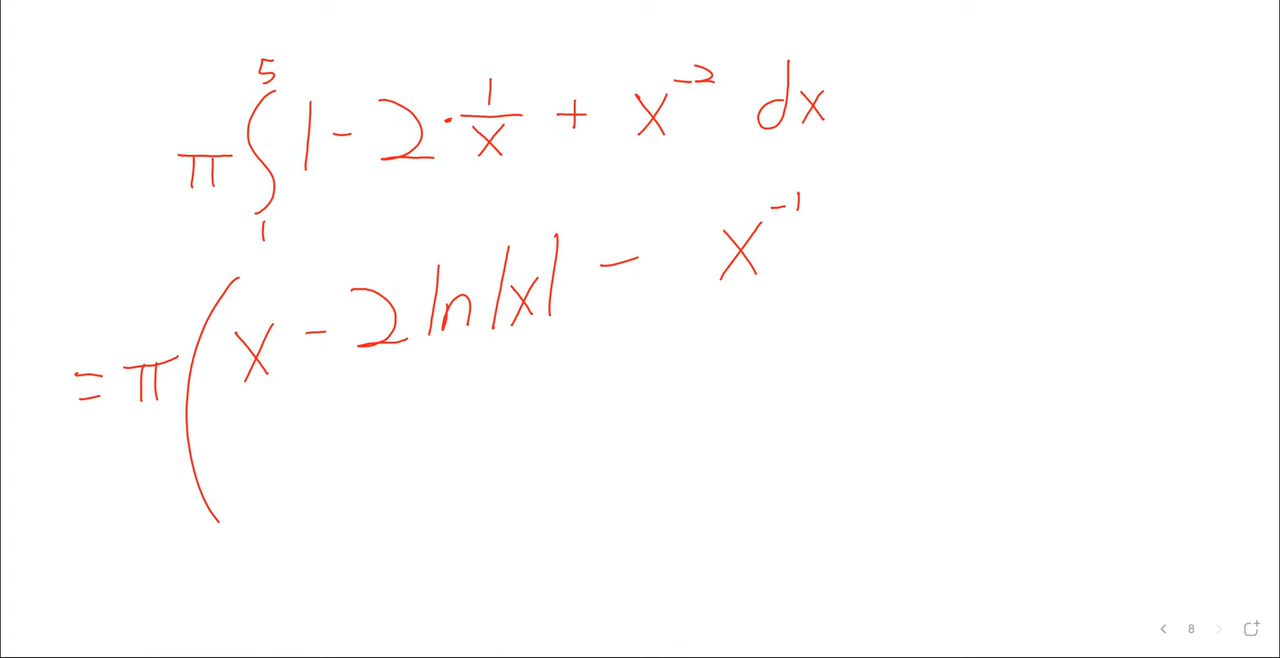 π ∫₁⁵ 1 - 2 · 1/x + x⁻² dx
= π ( x - 2 ln|x| - x⁻¹
8